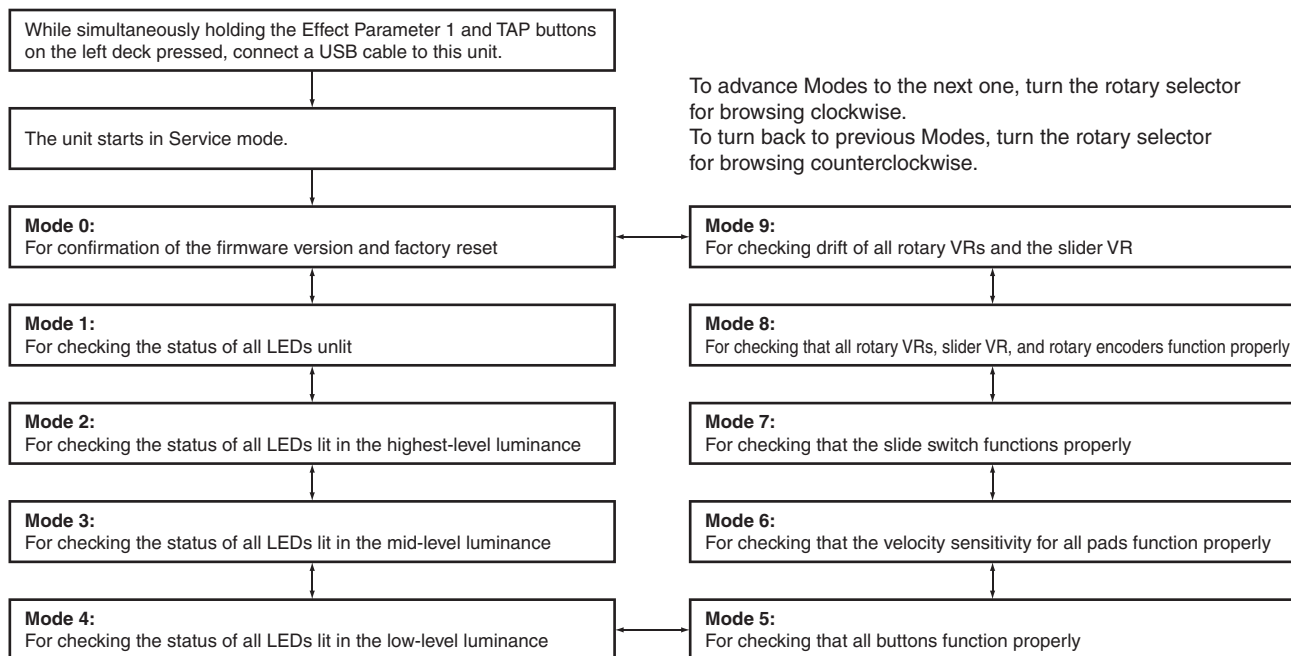 While simultaneously holding the Effect Parameter 1 and TAP buttons
on the left deck pressed, connect a USB cable to this unit.
The unit starts in Service mode.
To advance Modes to the next one, turn the rotary selector
for browsing clockwise.
To turn back to previous Modes, turn the rotary selector
for browsing counterclockwise.
Mode 0:
For confirmation of the firmware version and factory reset
Mode 1:
For checking the status of all LEDs unlit
Mode 2:
For checking the status of all LEDs lit in the highest-level luminance
Mode 3:
For checking the status of all LEDs lit in the mid-level luminance
Mode 4:
For checking the status of all LEDs lit in the low-level luminance
Mode 9:
For checking drift of all rotary VRs and the slider VR
Mode 8:
For checking that all rotary VRs, slider VR, and rotary encoders function properly
Mode 7:
For checking that the slide switch functions properly
Mode 6:
For checking that the velocity sensitivity for all pads function properly
Mode 5:
For checking that all buttons function properly